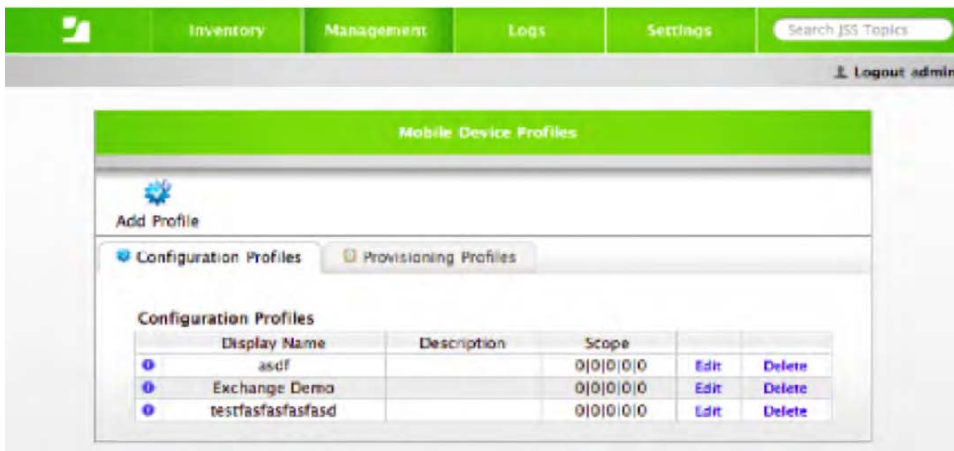 Inventory Management Logs Settings Search JSS Topics
Logout admin
Mobile Device Profiles
Add Profile
Configuration Profiles Provisioning Profiles
Configuration Profiles
Display Name Description Scope
asdf 0|0|0|0|0 Edit Delete
Exchange Demo 0|0|0|0|0 Edit Delete
testfasfasfasfasd 0|0|0|0|0 Edit Delete